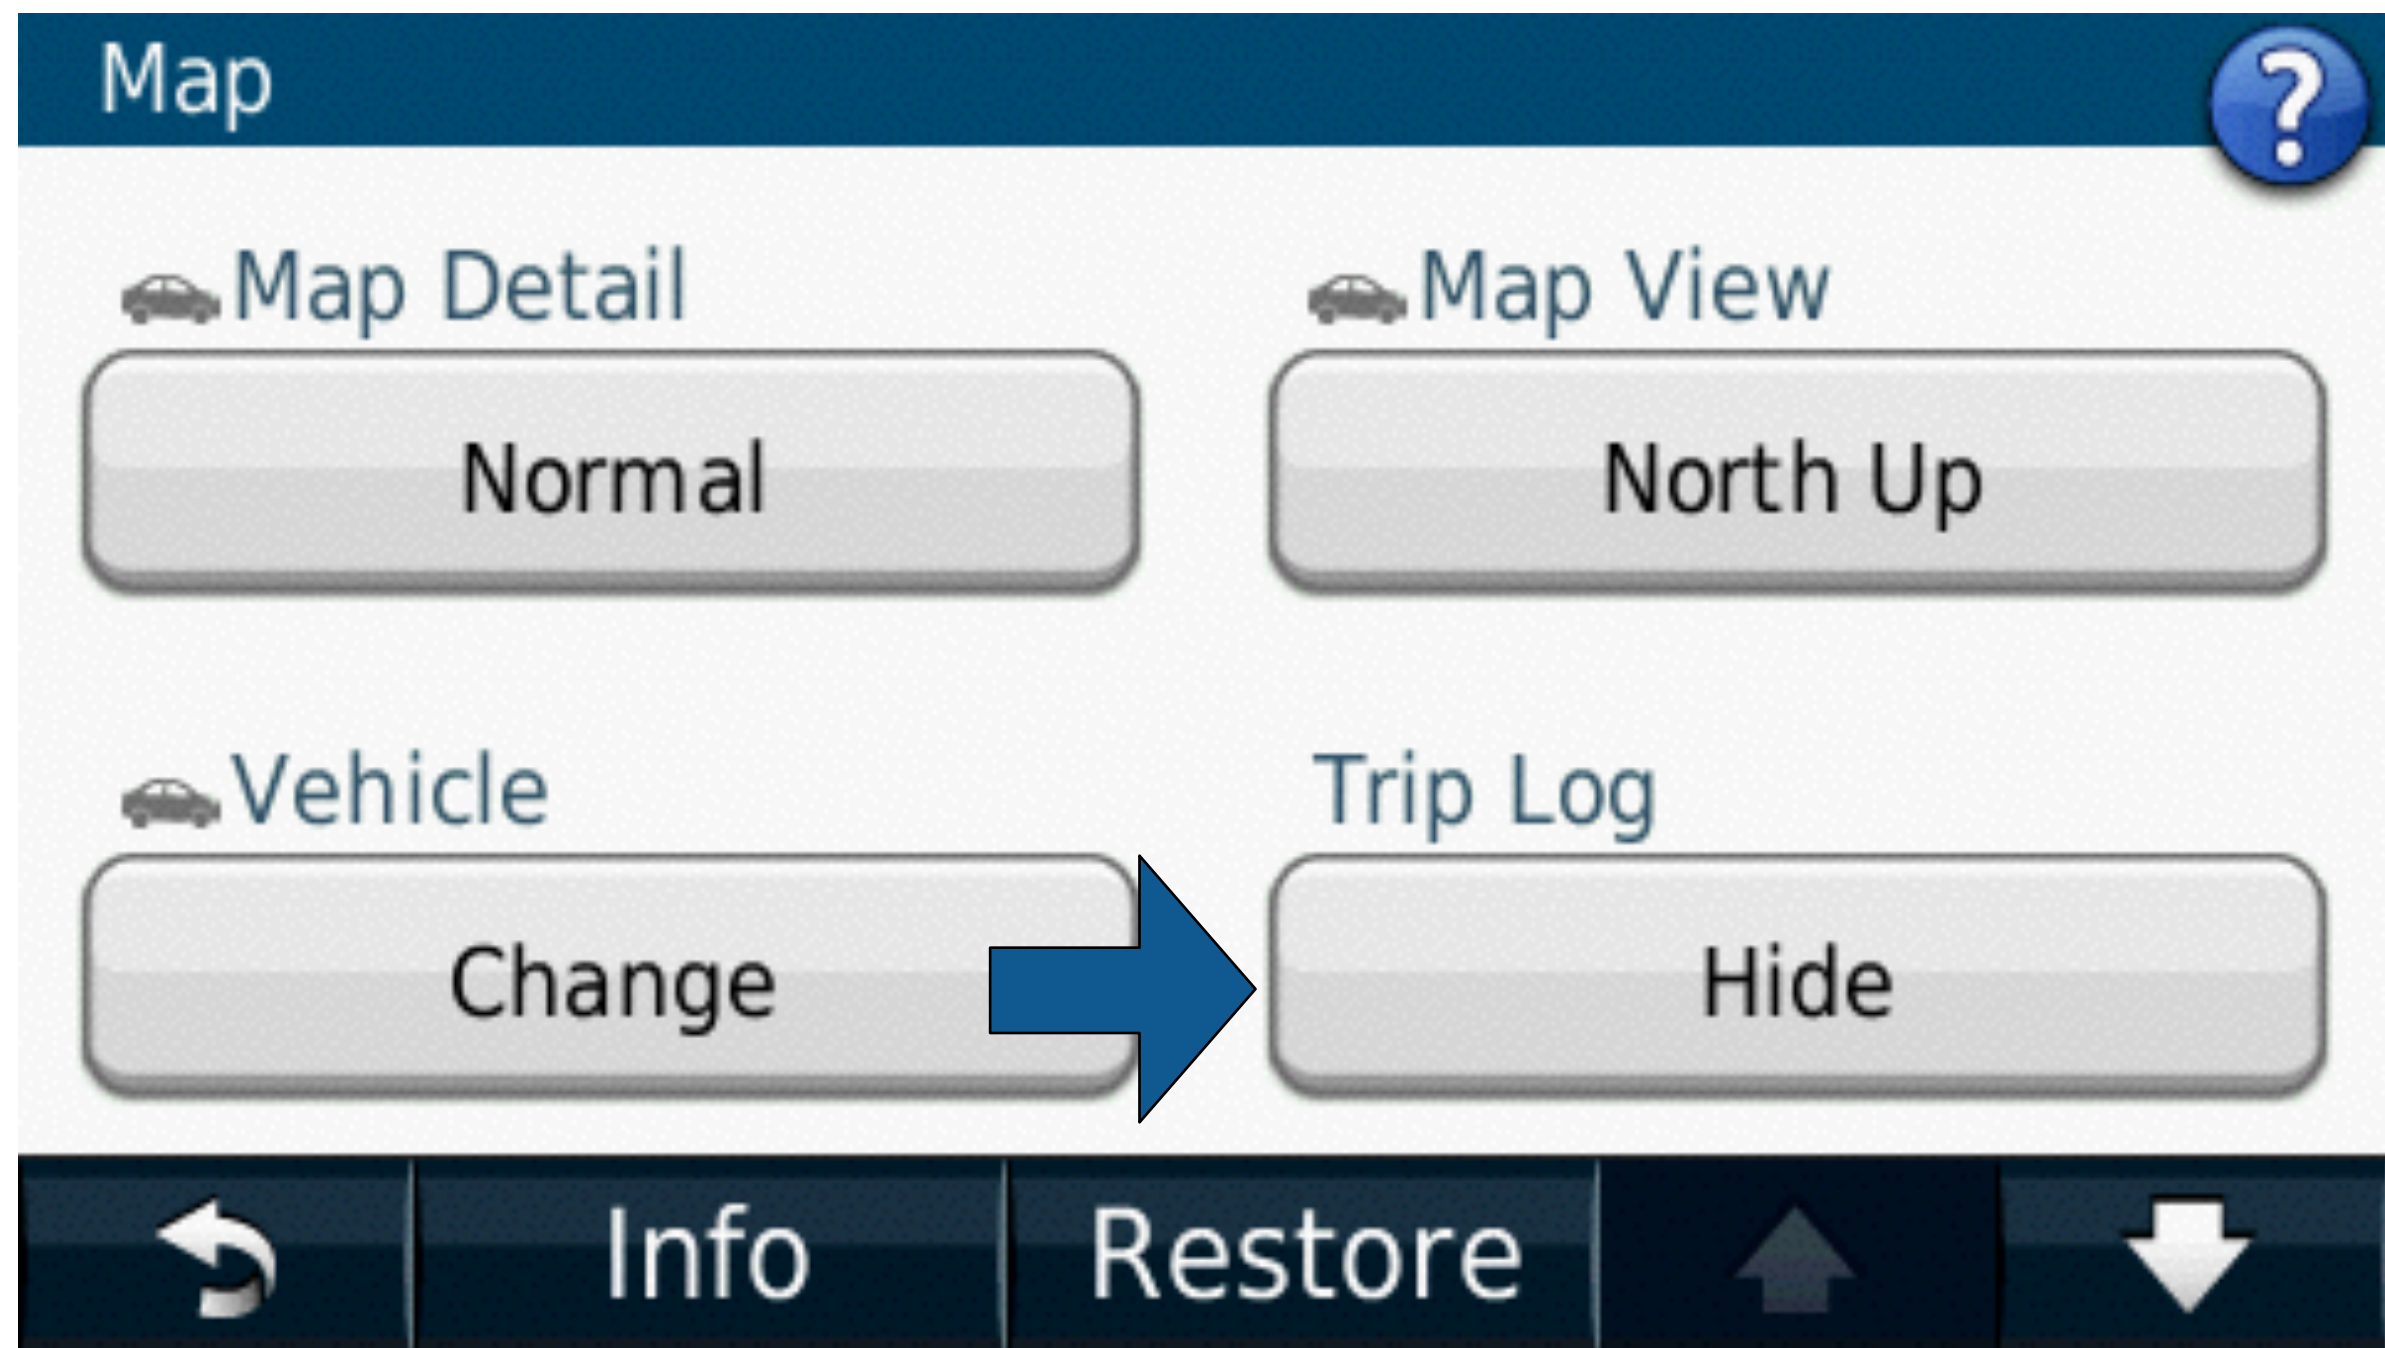 Map
?
Map Detail
Map View
Normal
North Up
Vehicle
Trip Log
Change
Hide
Info
Restore